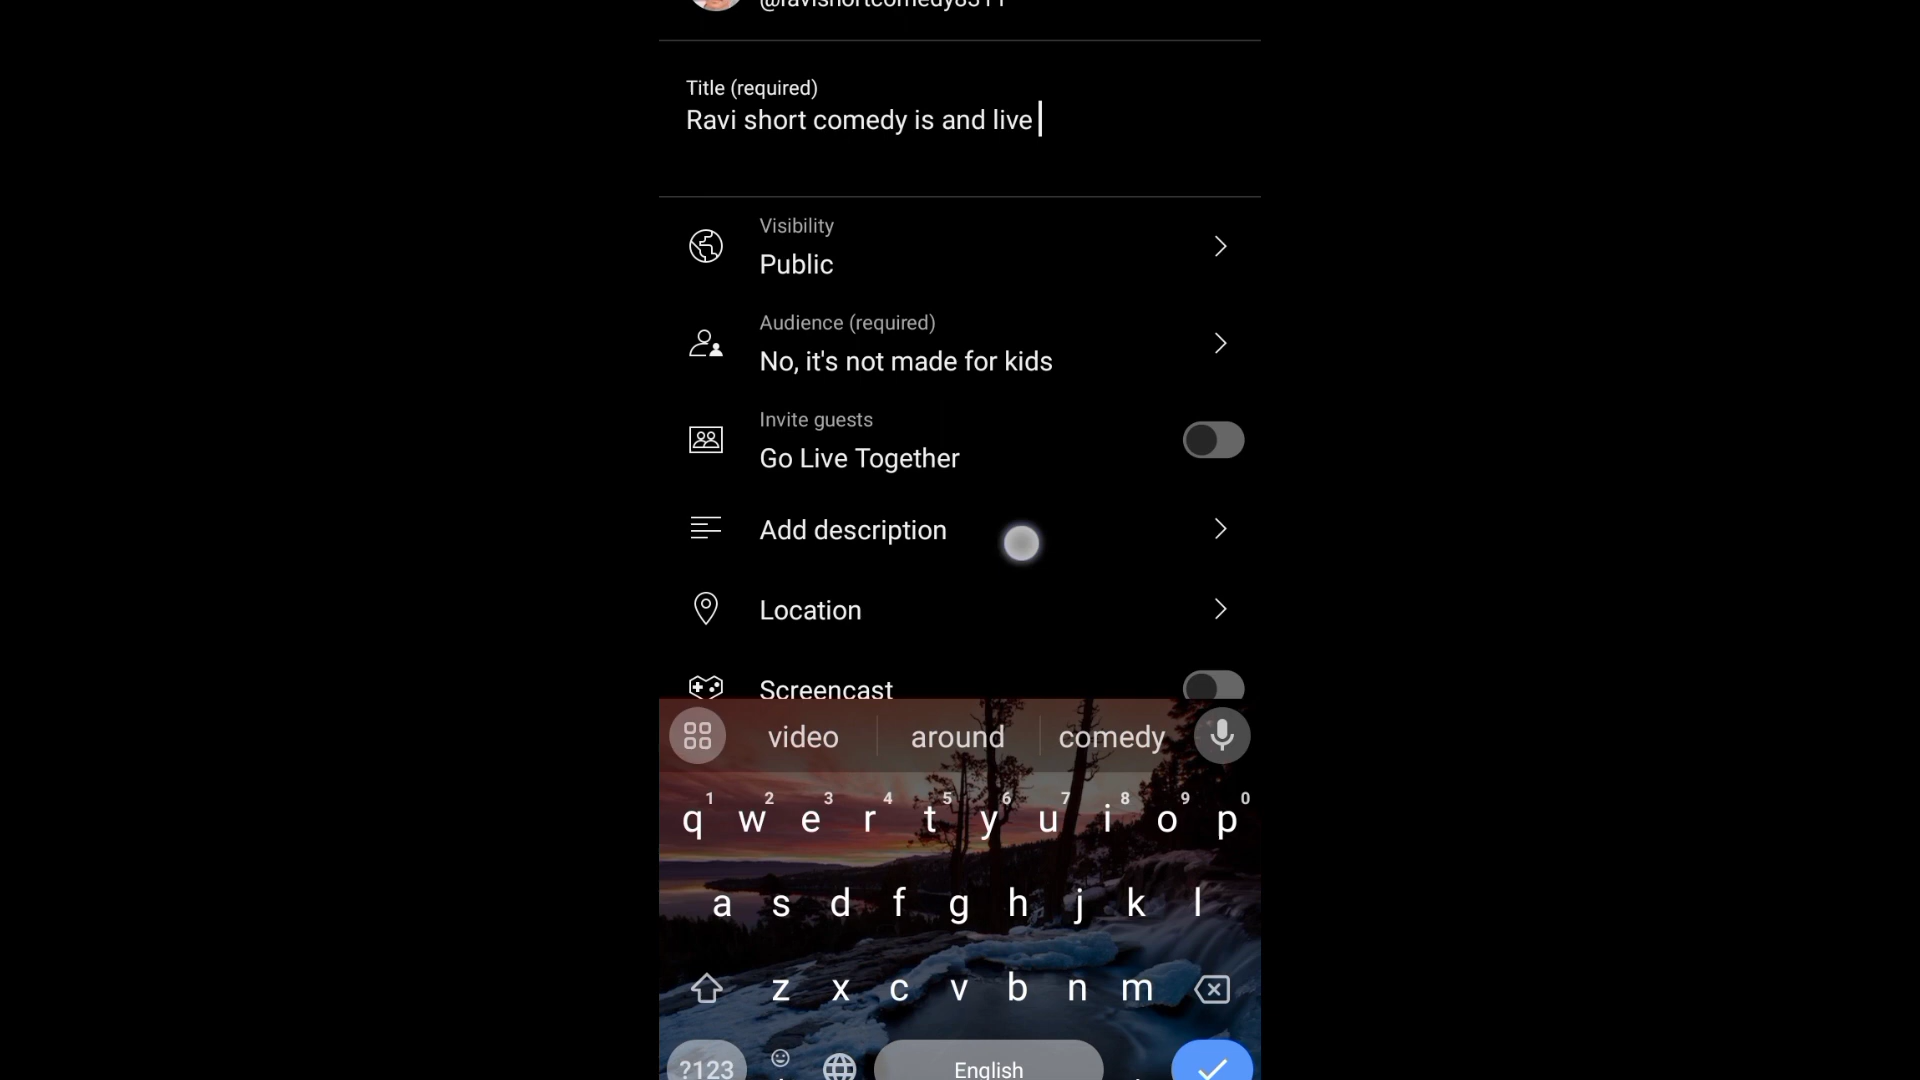 Title (required)
Ravi short comedy is and live
Visibility
Public
Audience (required)
No, it's not made for kids
Invite guests
Go Live Together
Add description
Location
Screencast
video around comedy
1 2 3 4 5 6 7 8 9 0
q w e r t y u i o p
a s d f g h j k l
z x c v b n m
?123 English